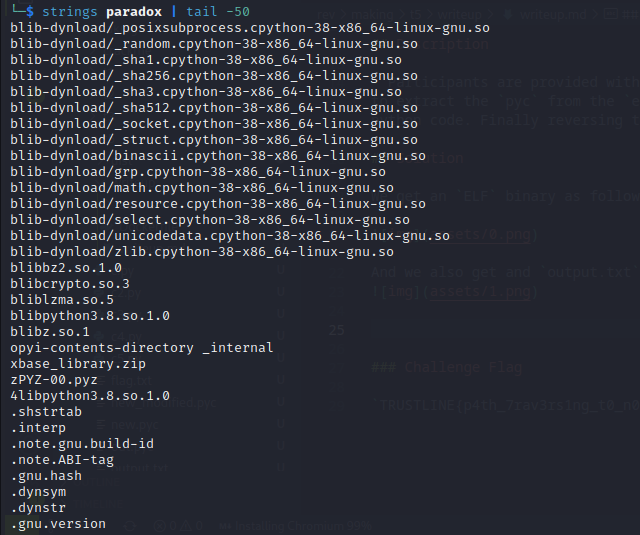 └─$ strings paradox | tail -50
blib-dynload/_posixsubprocess.cpython-38-x86_64-linux-gnu.so
blib-dynload/_random.cpython-38-x86_64-linux-gnu.so
blib-dynload/_sha1.cpython-38-x86_64-linux-gnu.so
blib-dynload/_sha256.cpython-38-x86_64-linux-gnu.so
blib-dynload/_sha3.cpython-38-x86_64-linux-gnu.so
blib-dynload/_sha512.cpython-38-x86_64-linux-gnu.so
blib-dynload/_socket.cpython-38-x86_64-linux-gnu.so
blib-dynload/_struct.cpython-38-x86_64-linux-gnu.so
blib-dynload/binascii.cpython-38-x86_64-linux-gnu.so
blib-dynload/grp.cpython-38-x86_64-linux-gnu.so
blib-dynload/math.cpython-38-x86_64-linux-gnu.so
blib-dynload/resource.cpython-38-x86_64-linux-gnu.so
blib-dynload/select.cpython-38-x86_64-linux-gnu.so
blib-dynload/unicodedata.cpython-38-x86_64-linux-gnu.so
blib-dynload/zlib.cpython-38-x86_64-linux-gnu.so
blibbz2.so.1.0
blibcrypto.so.3
bliblzma.so.5
blibpython3.8.so.1.0
blibz.so.1
opyi-contents-directory _internal
xbase_library.zip
zPYZ-00.pyz
4libpython3.8.so.1.0
.shstrtab
.interp
.note.gnu.build-id
.note.ABI-tag
.gnu.hash
.dynsym
.dynstr
.gnu.version
25
### Challenge Flag